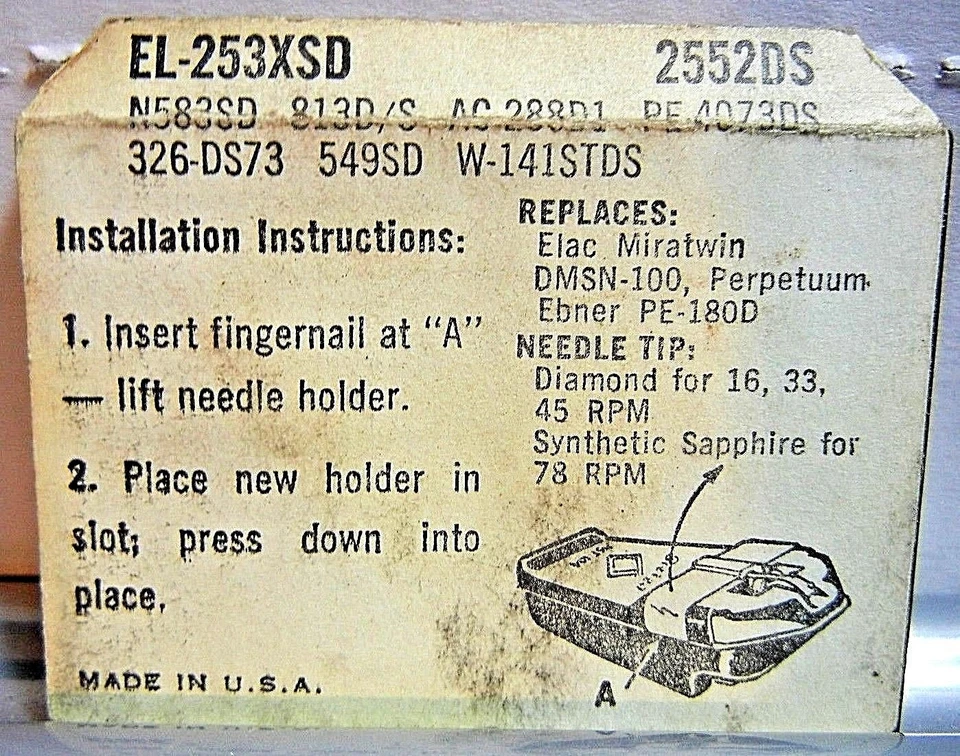 EL-253XSD 2552DS
N583SD 813D/S AC-288D1 PE-4073DS
326-DS73 549SD W-141STDS
Installation Instructions:
1. Insert fingernail at “A”
— lift needle holder.
2. Place new holder in
slot; press down into
place.
MADE IN U.S.A.
REPLACES:
Elac Miratwin
DMSN-100, Perpetuum-
Ebner PE-180D
NEEDLE TIP:
Diamond for 16, 33,
45 RPM
Synthetic Sapphire for
78 RPM
A